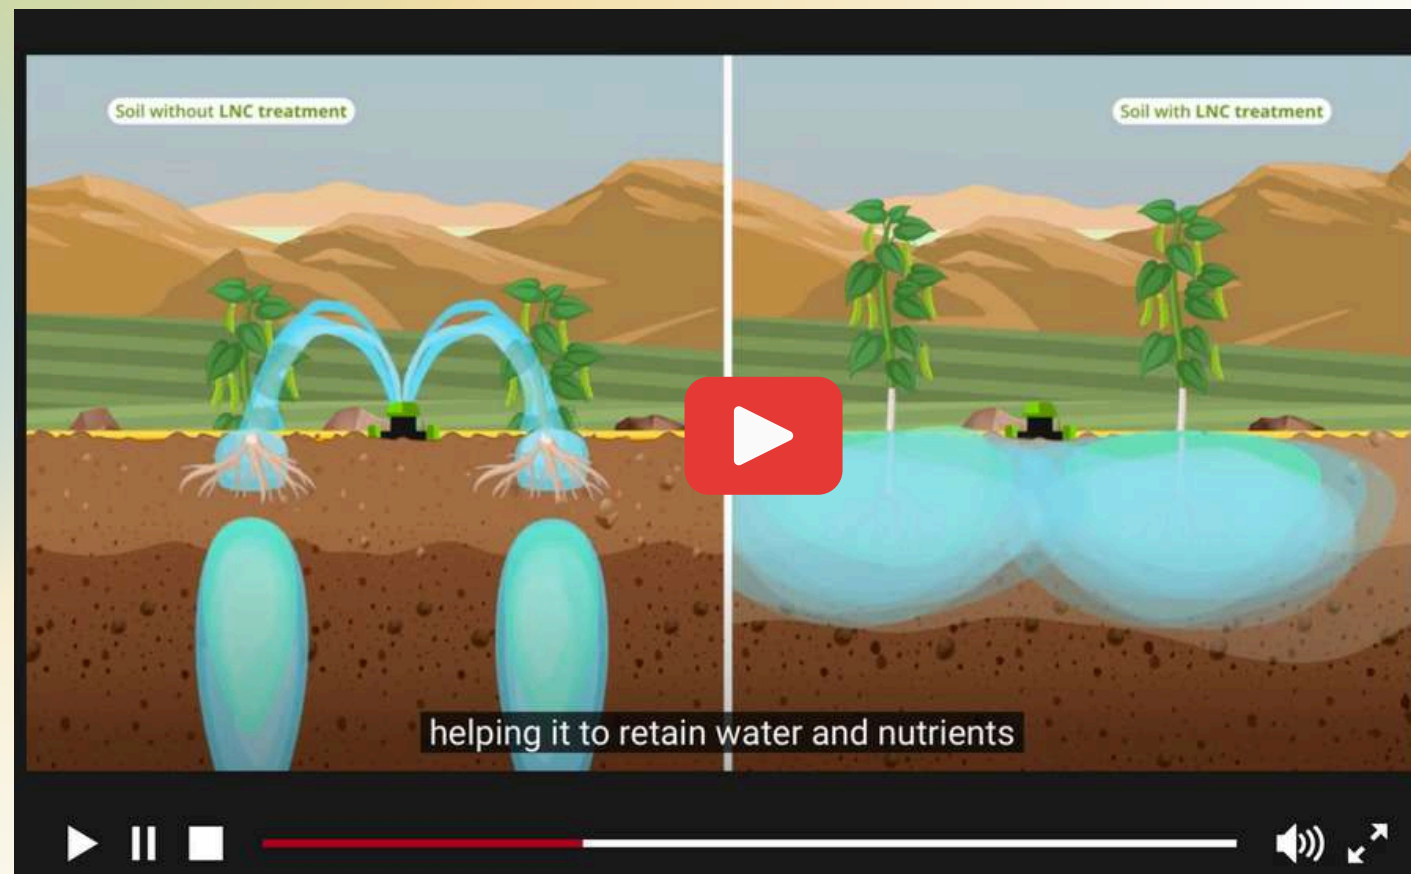 Soil without LNC treatment
Soil with LNC treatment
helping it to retain water and nutrients